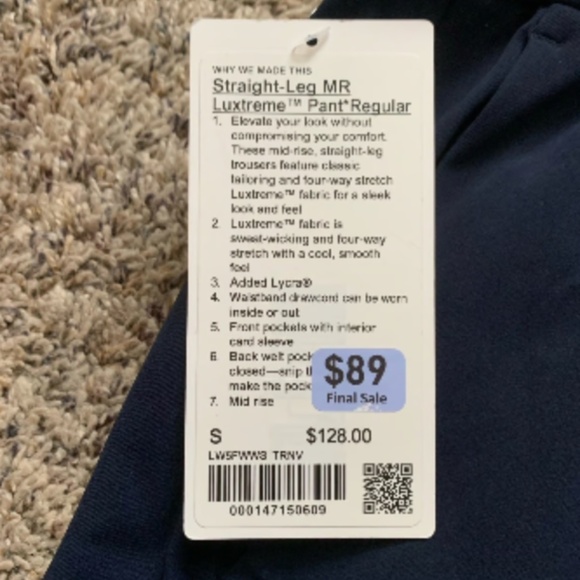 WHY WE MADE THIS
Straight-Leg MR
Luxtreme™ Pant*Regular
1. Elevate your look without
compromising your comfort.
These mid-rise, straight-leg
trousers feature classic
tailoring and four-way stretch
Luxtreme™ fabric for a sleek
look and feel
2. Luxtreme™ fabric is
sweat-wicking and four-way
stretch with a cool, smooth
feel
3. Added Lycra®
4. Waistband drawcord can be worn
inside or out
5. Front pockets with interior
card sleeve
6. Back welt
closed—snip
make the
7. Mid rise
$89
Final Sale
S $128.00
LW5FWWS TRNV
000147150609